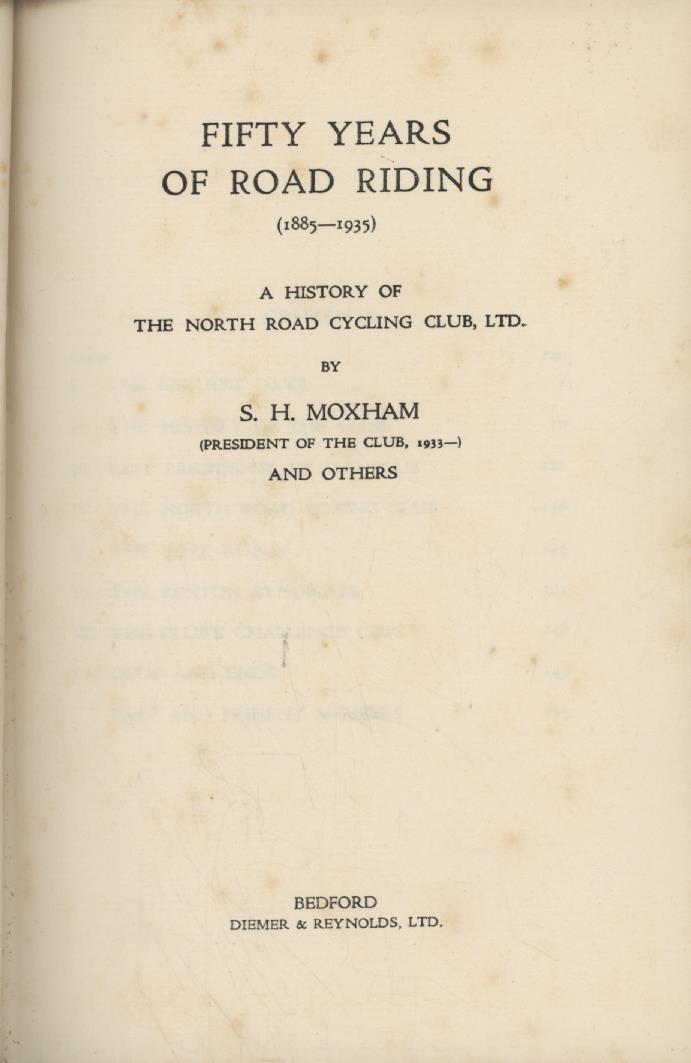 FIFTY YEARS
OF ROAD RIDING
(1885—1935)
A HISTORY OF
THE NORTH ROAD CYCLING CLUB, LTD.
BY
S. H. MOXHAM
(PRESIDENT OF THE CLUB, 1933—)
AND OTHERS
BEDFORD
DIEMER & REYNOLDS, LTD.